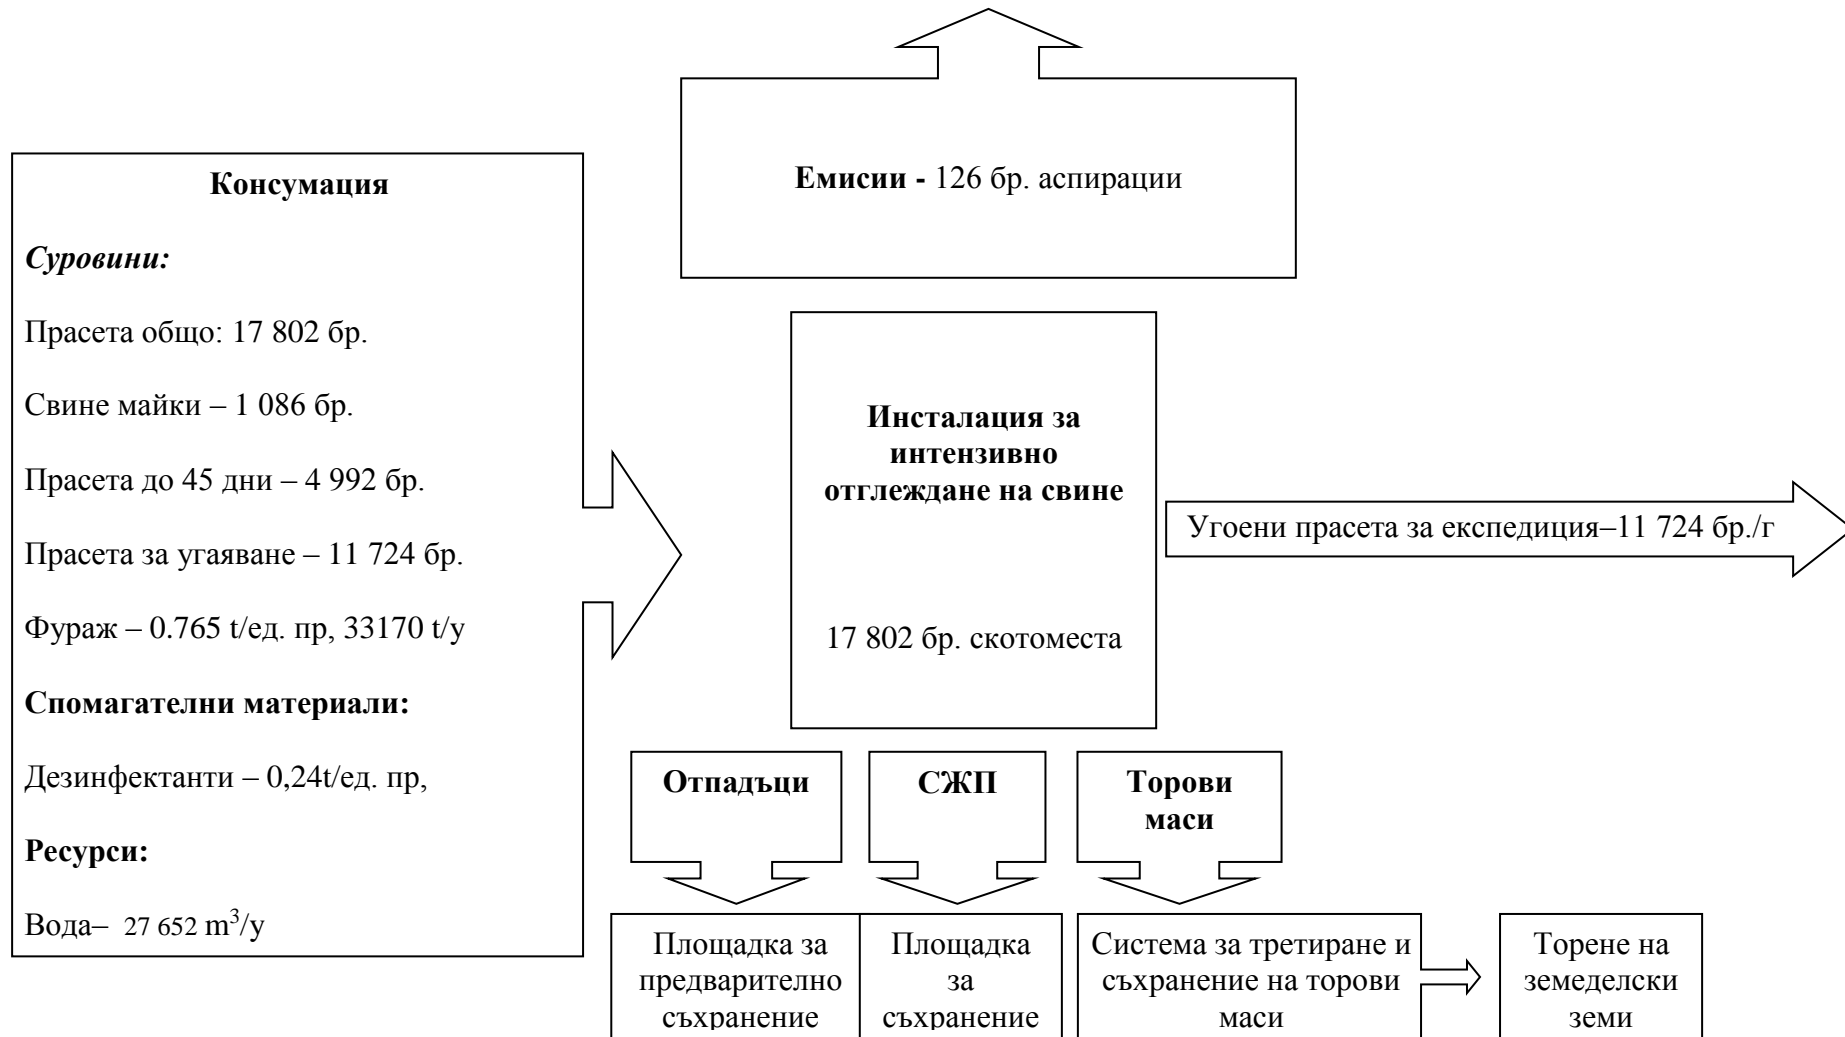 Емисии - 126 бр. аспирации
Консумация
Суровини:
Прасета общо: 17 802 бр.
Свине майки – 1 086 бр.
Прасета до 45 дни – 4 992 бр.
Прасета за угаяване – 11 724 бр.
Фураж – 0.765 t/ед. пр, 33170 t/y
Спомагателни материали:
Дезинфектанти – 0,24t/ед. пр,
Ресурси:
Вода– 27 652 m³/y
Инсталация за
интензивно
отглеждане на свине
17 802 бр. скотоместа
Угоени прасета за експедиция–11 724 бр./г
Отпадъци
СЖП
Торови
маси
Площадка за
предварително
съхранение
Площадка
за
съхранение
Система за третиране и
съхранение на торови
маси
Торене на
земеделски
земи